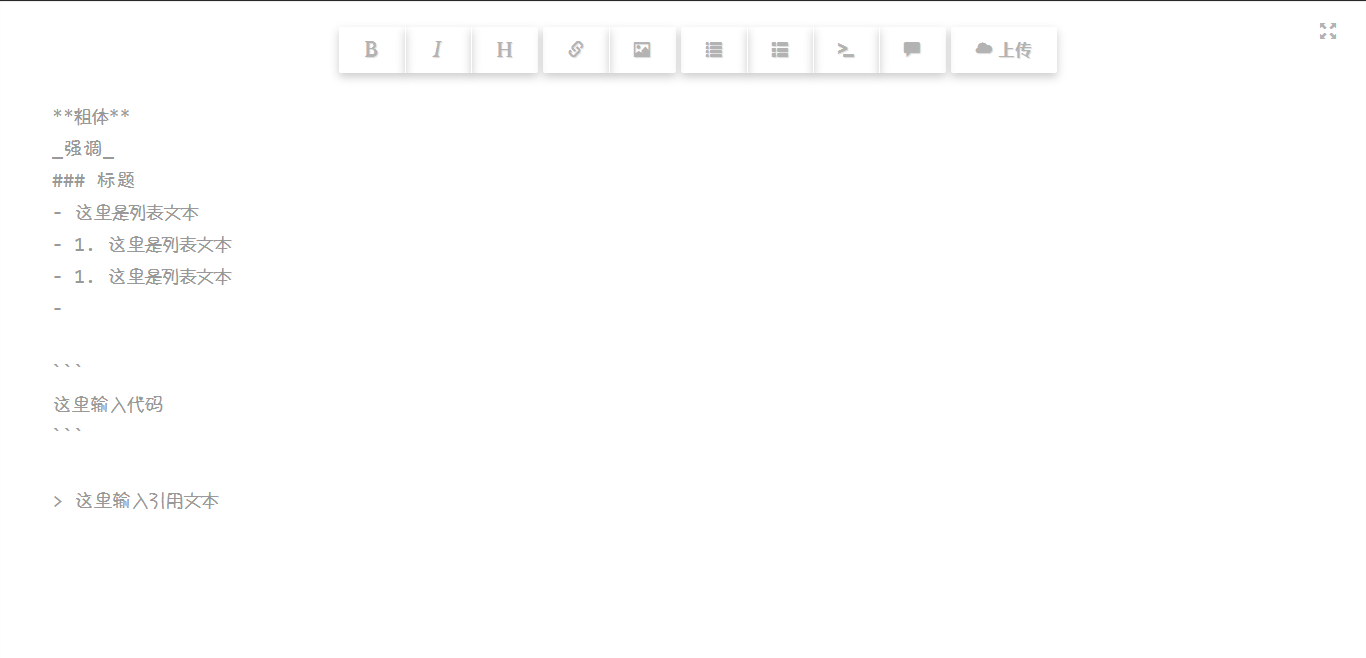 B I H 上传
**粗体**
_强调_
### 标题
- 这里是列表文本
- 1. 这里是列表文本
- 1. 这里是列表文本
-
```
这里输入代码
```
> 这里输入引用文本